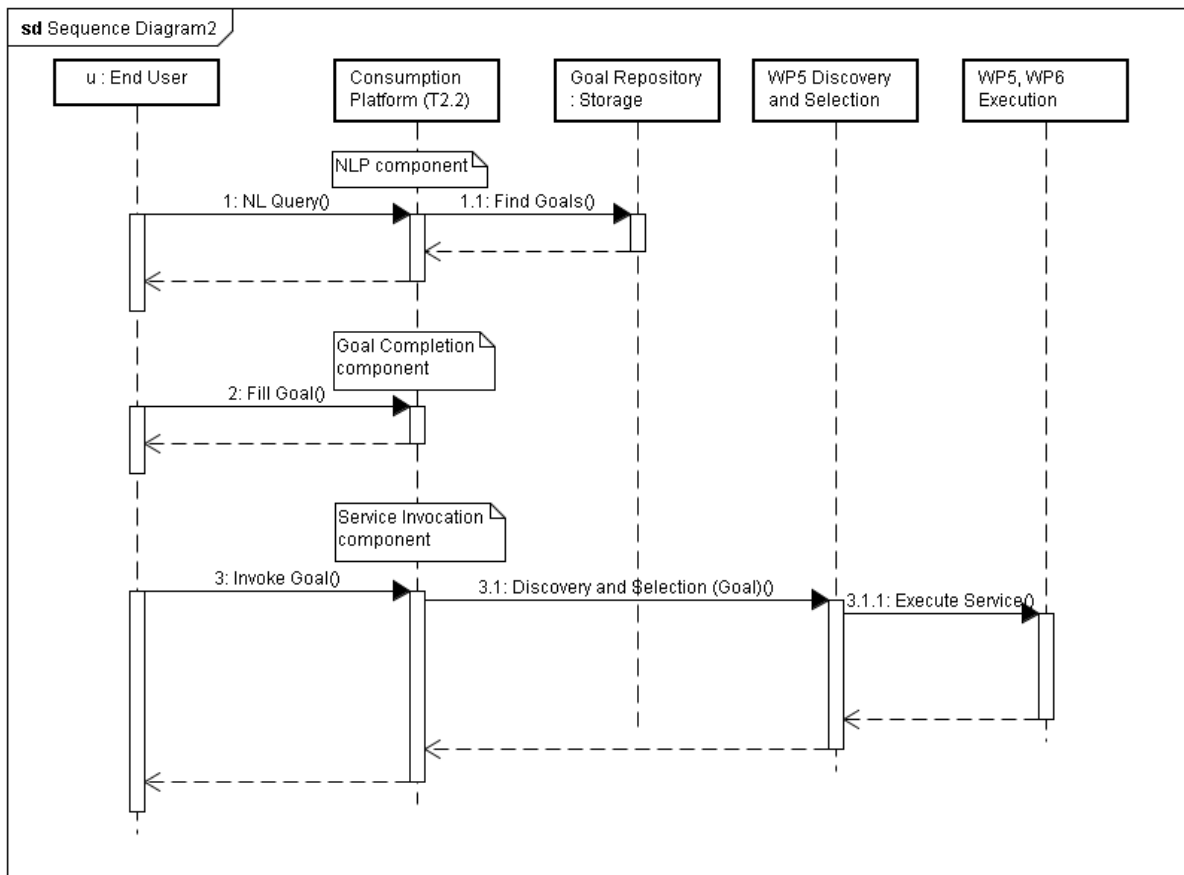 sd Sequence Diagram2
u : End User
Consumption
Platform (T2.2)
Goal Repository
: Storage
WP5 Discovery
and Selection
WP5, WP6
Execution
NLP component
1: NL Query()
1.1: Find Goals()
Goal Completion
component
2: Fill Goal()
Service Invocation
component
3: Invoke Goal()
3.1: Discovery and Selection (Goal)()
3.1.1: Execute Service()